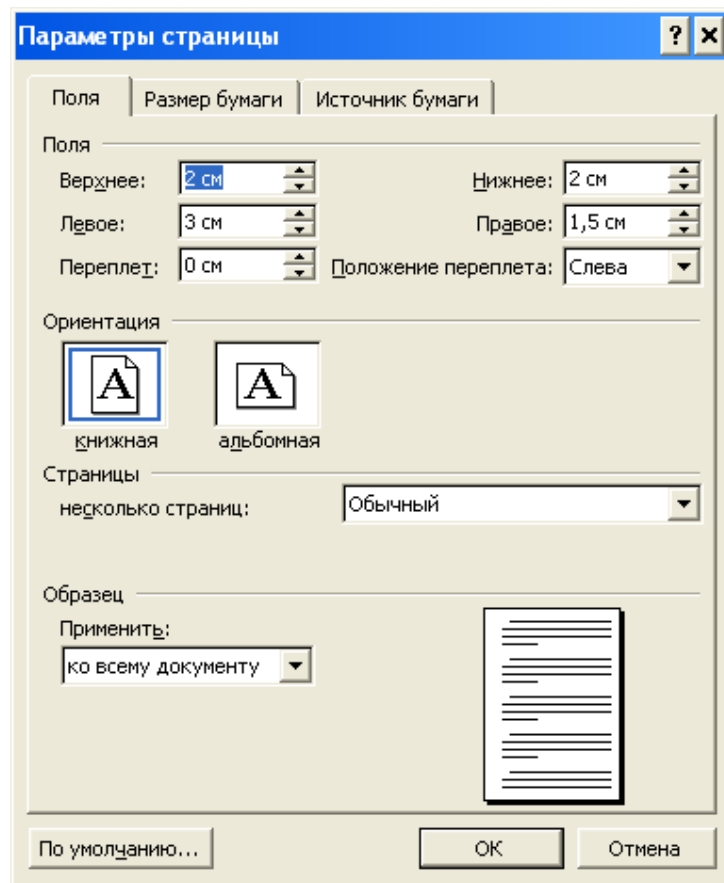 Параметры страницы ? ×
Поля Размер бумаги Источник бумаги
Поля
Верхнее: 2 см Нижнее: 2 см
Левое: 3 см Правое: 1,5 см
Переплет: 0 см Положение переплета: Слева
Ориентация
A A
книжная альбомная
Страницы
несколько страниц: Обычный
Образец
Применить:
ко всему документу
По умолчанию... ОК Отмена